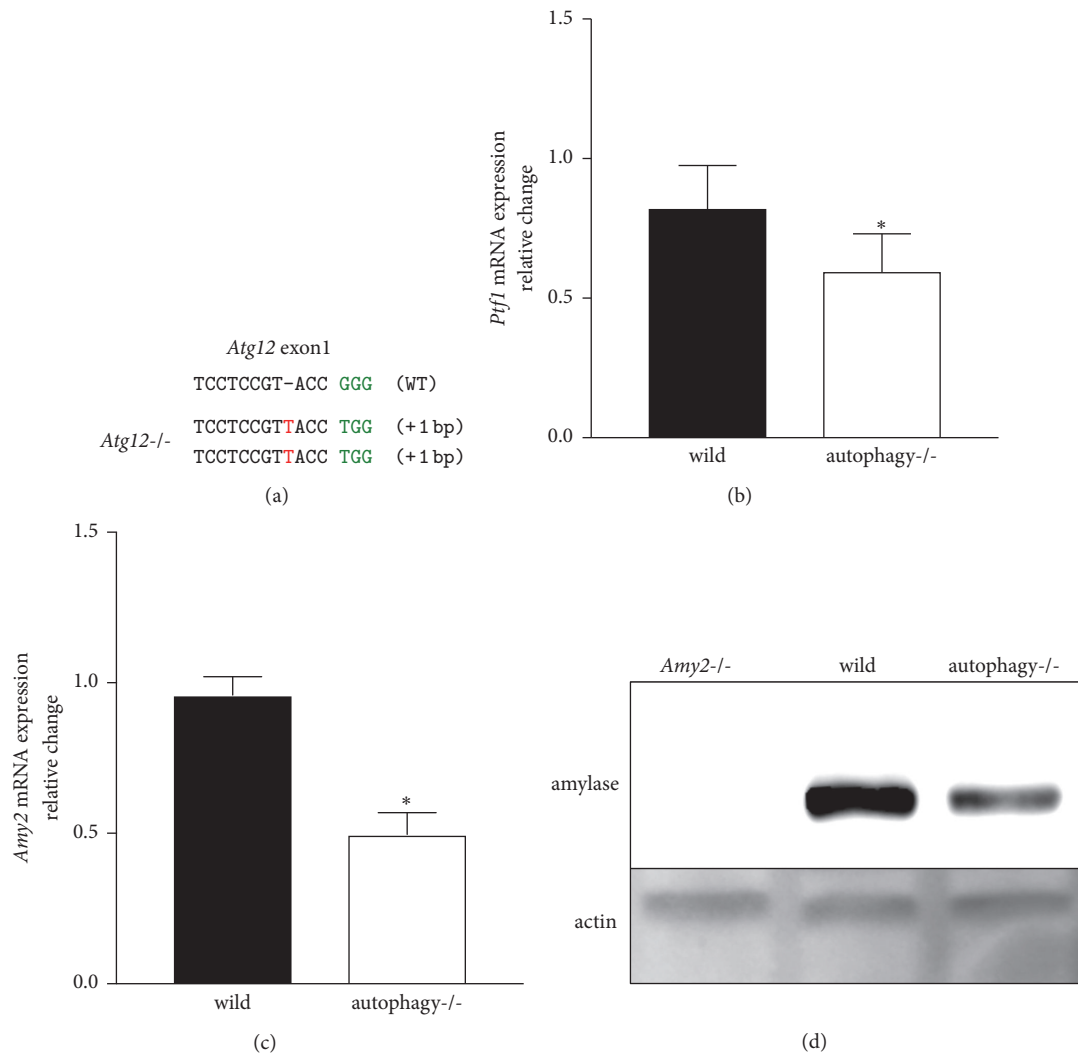 Atg12 exon1
TCCTCCGT-ACC GGG (WT)
Atg12-/-
TCCTCCGTTACC TGG (+1 bp)
TCCTCCGTTACC TGG (+1 bp)
(a)
Ptf1 mRNA expression
relative change
1.5
1.0
0.5
0.0
*
wild autophagy-/-
(b)
Amy2 mRNA expression
relative change
1.5
1.0
0.5
0.0
*
wild autophagy-/-
(c)
Amy2-/- wild autophagy-/-
amylase
actin
(d)